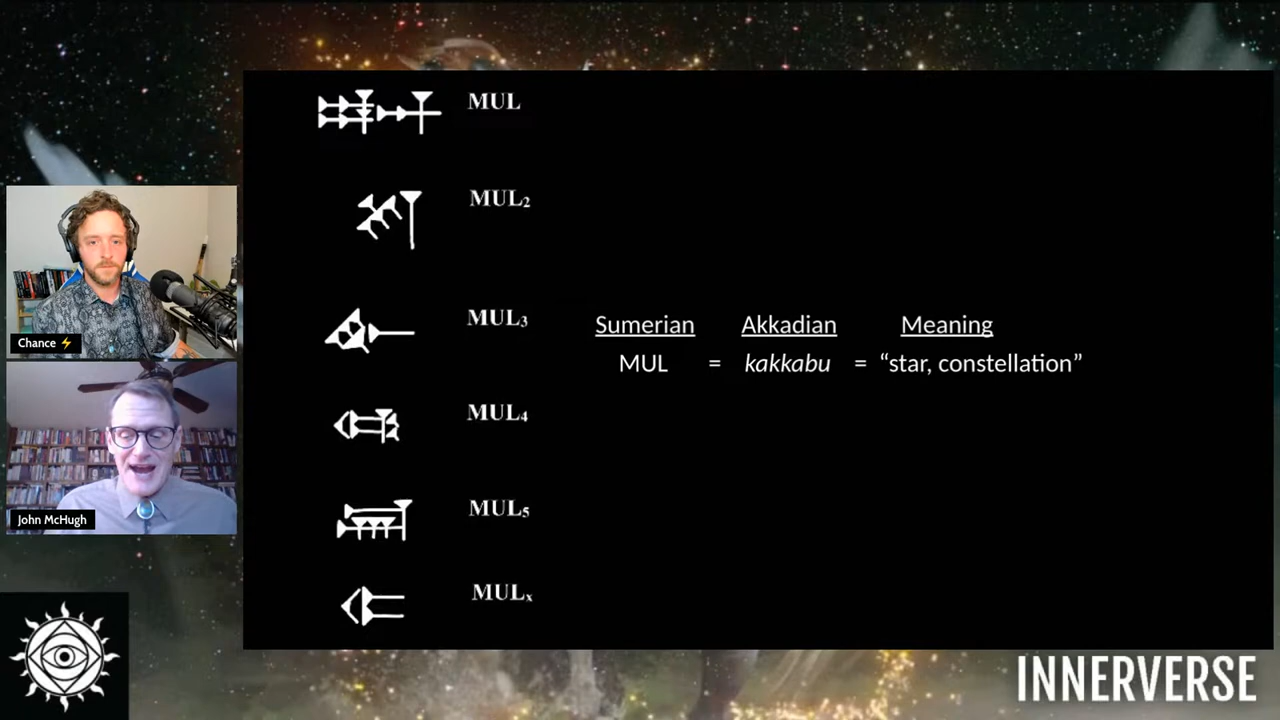 MUL
MUL₂
MUL₃
Sumerian Akkadian Meaning
MUL = kakkabu = “star, constellation”
MUL₄
MUL₅
MULₓ
Chance ⚡
John McHugh
INNERVERSE